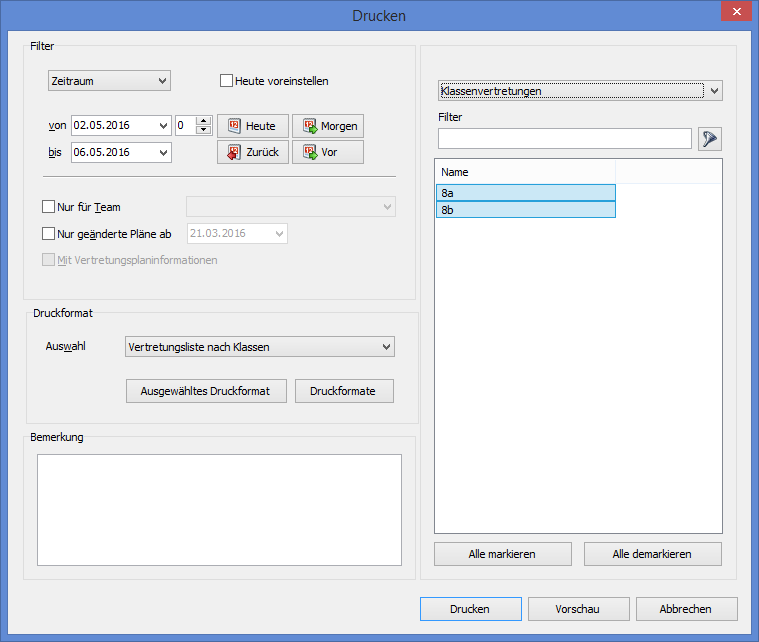 Drucken
Filter
Zeitraum
Heute voreinstellen
von 02.05.2016 0 Heute Morgen
bis 06.05.2016 Zurück Vor
Nur für Team
Nur geänderte Pläne ab 21.03.2016
Mit Vertretungsplaninformationen
Druckformat
Auswahl Vertretungsliste nach Klassen
Ausgewähltes Druckformat Druckformate
Bemerkung
Klassenvertretungen
Filter
Name
8a
8b
Alle markieren Alle demarkieren
Drucken Vorschau Abbrechen